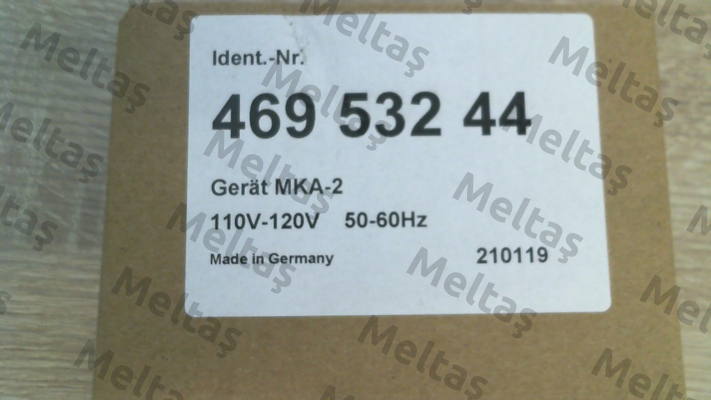 Ident.-Nr.
469 532 44
Gerät MKA-2
110V-120V 50-60Hz
Made in Germany 210119
Meltaş